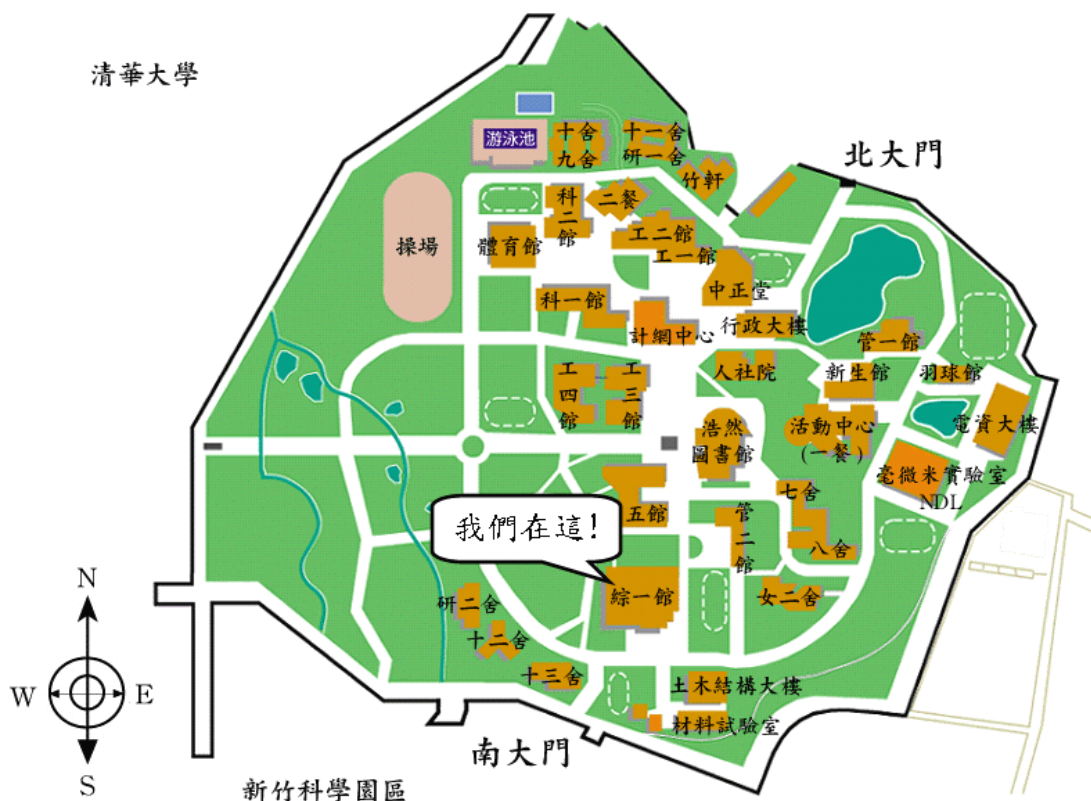 清華大學
游泳池
十舍
九舍
十一舍
研一舍
竹軒
北大門
科二館
二餐
工二館
工一館
操場
體育館
中正堂
科一館
計網中心
行政大樓
管一館
人社院
新生館
羽球館
工四館
工三館
浩然
圖書館
活動中心
(一餐)
電資大樓
毫微米實驗室
NDL
七舍
五館
管二館
八舍
我們在這!
綜一館
女二舍
研二舍
十二舍
十三舍
土木結構大樓
材料試驗室
南大門
新竹科學園區
N
W
E
S